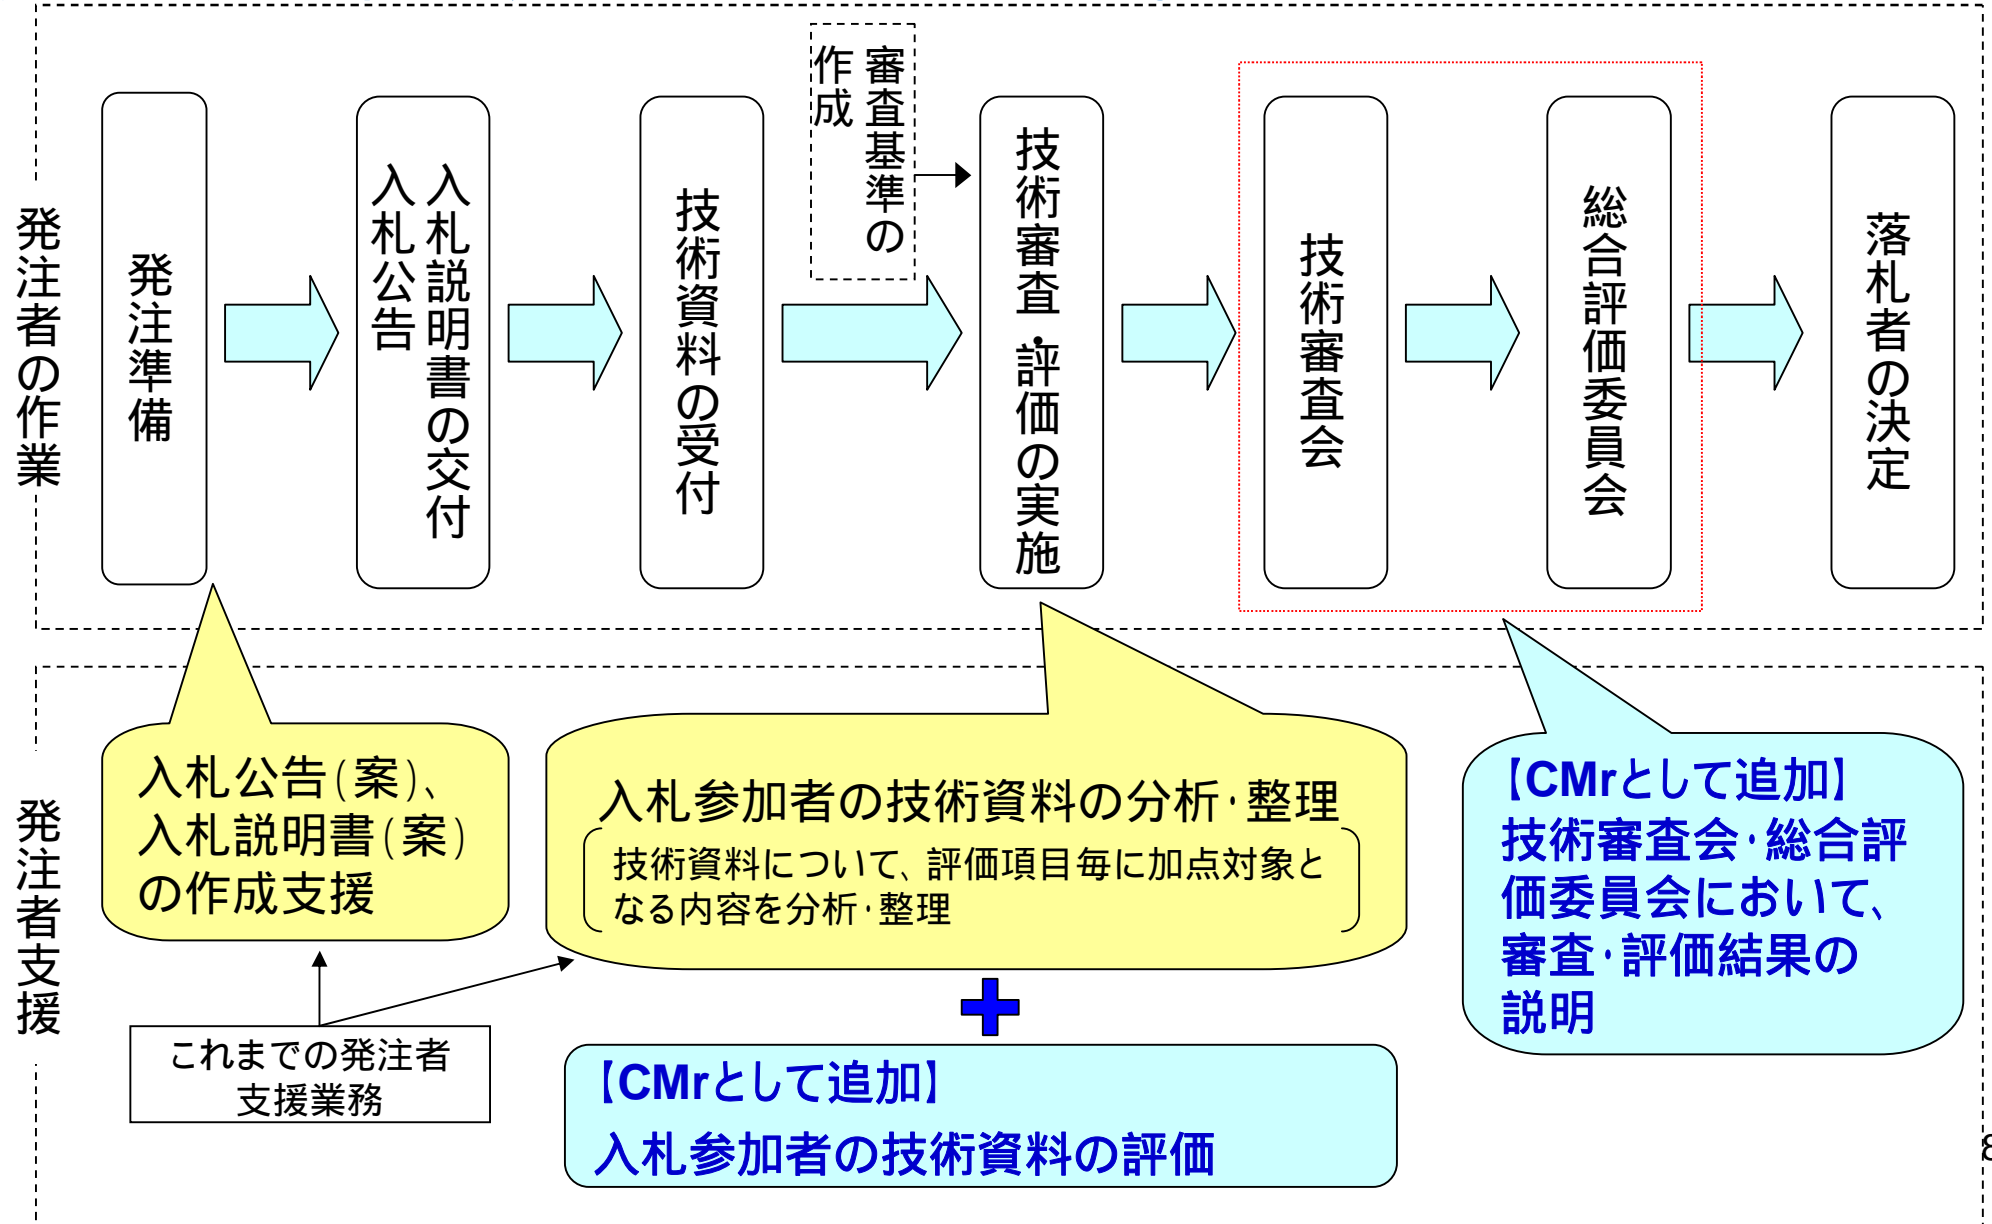 発注者の作業
発注準備
入札説明書の交付
入札公告
技術資料の受付
審査基準の
作成
技術審査・評価の実施
技術審査会
総合評価委員会
落札者の決定
発注者支援
入札公告(案)、
入札説明書(案)
の作成支援
入札参加者の技術資料の分析・整理
技術資料について、評価項目毎に加点対象と
なる内容を分析・整理
【CMrとして追加】
技術審査会・総合評
価委員会において、
審査・評価結果の
説明
これまでの発注者
支援業務
【CMrとして追加】
入札参加者の技術資料の評価
8